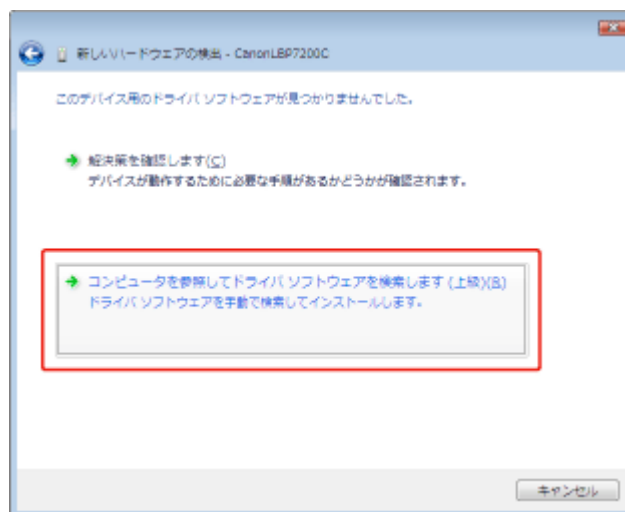 新しいハードウェアの検出 - CanonLBP7200C
このデバイス用のドライバ ソフトウェアが見つかりませんでした。
解決策を確認します(C)
デバイスが動作するために必要な手順があるかどうかが確認されます。
コンピュータを参照してドライバ ソフトウェアを検索します (上級)(R)
ドライバ ソフトウェアを手動で検索してインストールします。
キャンセル